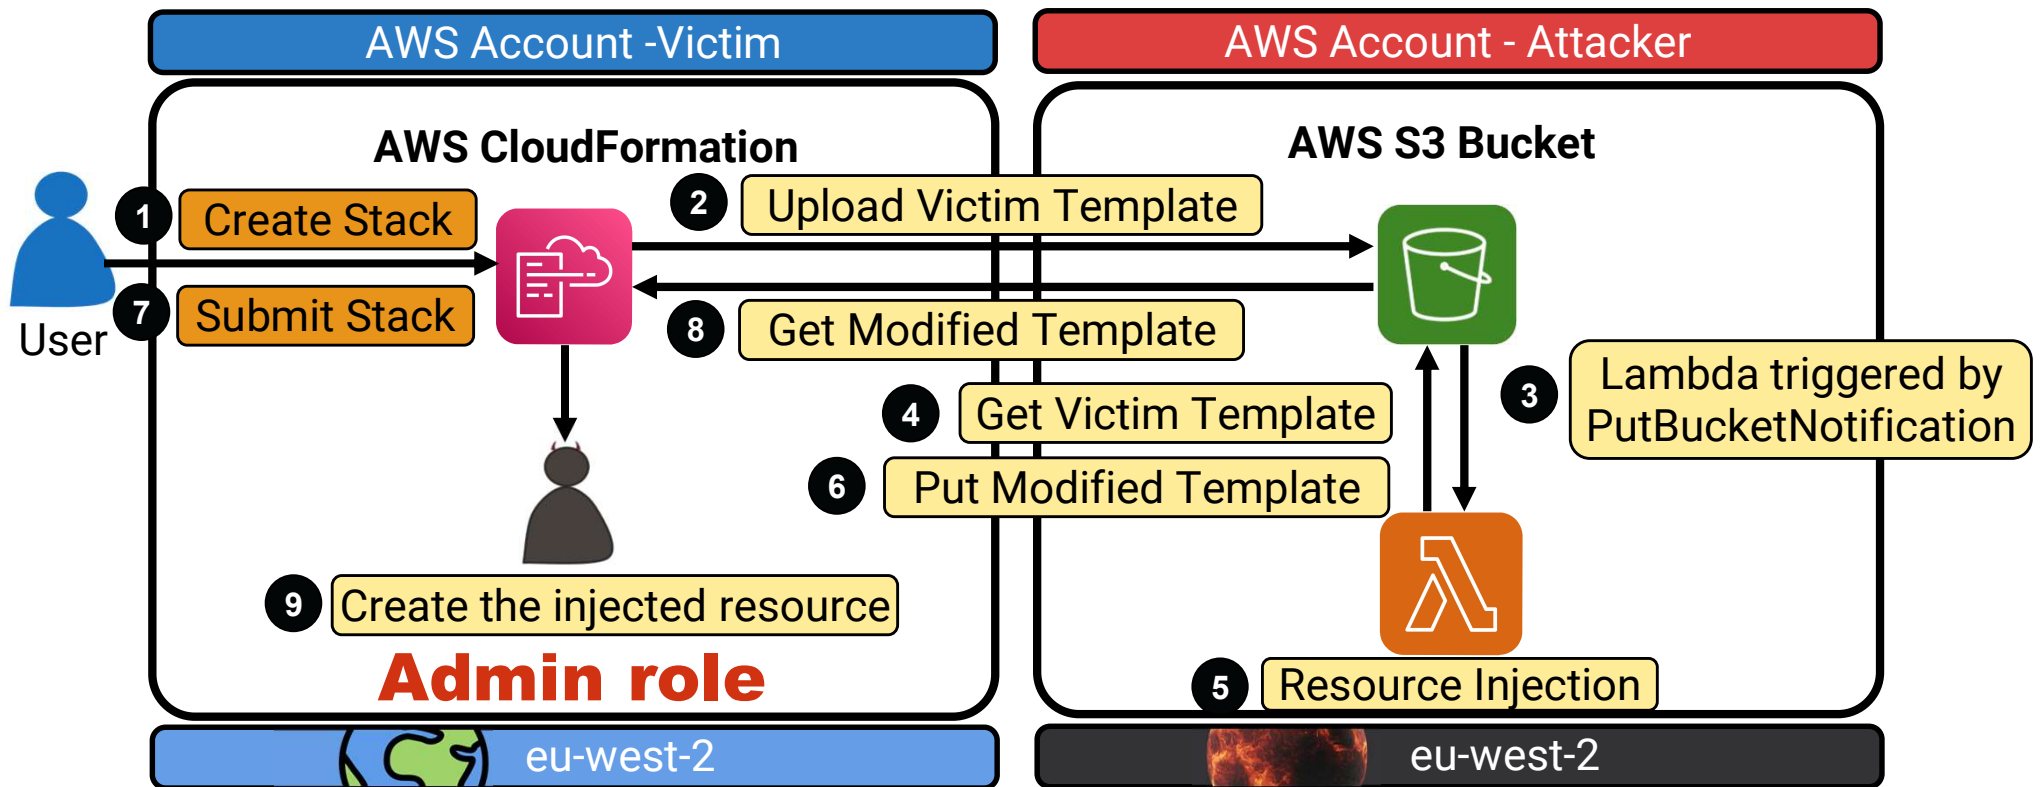 AWS Account -Victim
AWS Account - Attacker
AWS CloudFormation
AWS S3 Bucket
1 Create Stack
2 Upload Victim Template
7 Submit Stack
User
8 Get Modified Template
3 Lambda triggered by
PutBucketNotification
4 Get Victim Template
6 Put Modified Template
9 Create the injected resource
Admin role
5 Resource Injection
eu-west-2
eu-west-2